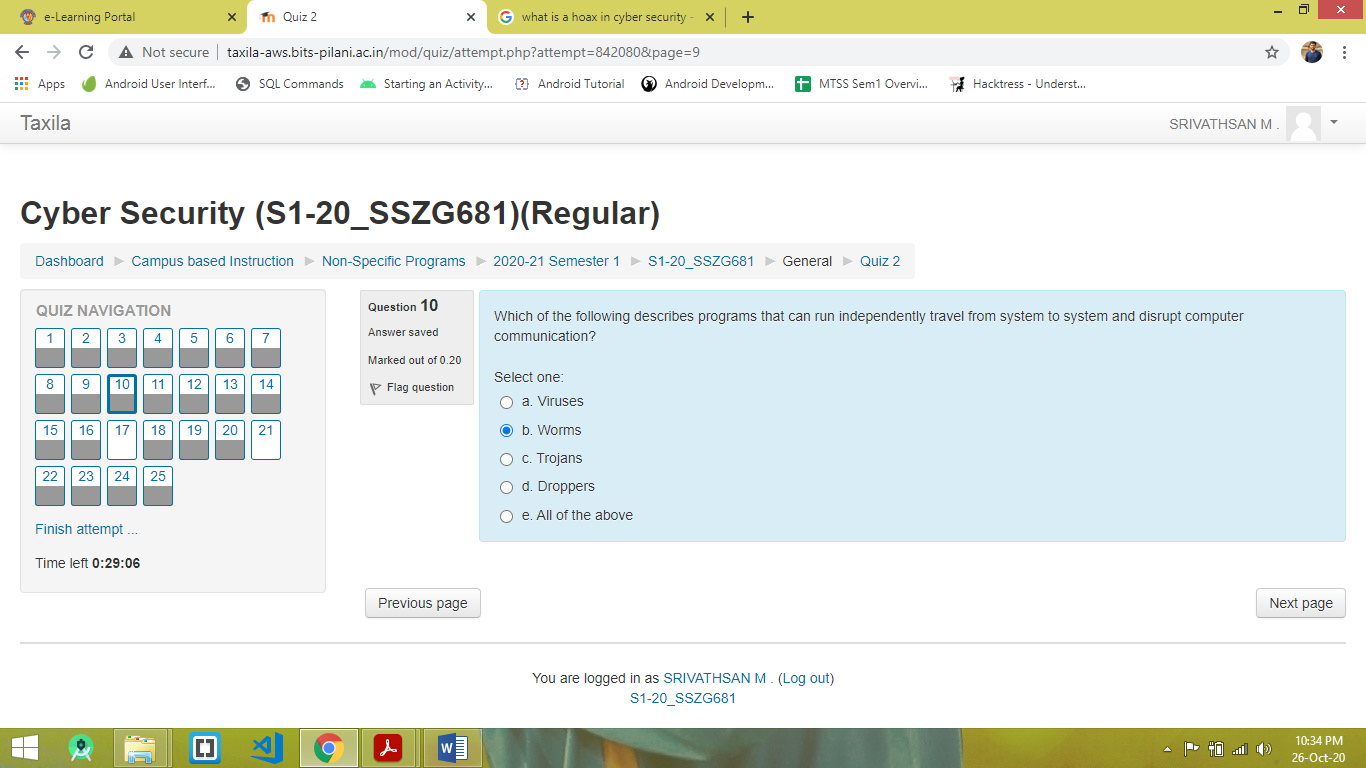 e-Learning Portal
Quiz 2
what is a hoax in cyber security -
Not secure
taxila-aws.bits-pilani.ac.in/mod/quiz/attempt.php?attempt=842080&page=9
Apps
Android User Interf...
SQL Commands
Starting an Activity...
Android Tutorial
Android Developm...
MTSS Sem1 Overvi...
Hacktress - Underst...
Taxila
SRIVATHSAN M .
Cyber Security (S1-20_SSZG681)(Regular)
Dashboard
Campus based Instruction
Non-Specific Programs
2020-21 Semester 1
S1-20_SSZG681
General
Quiz 2
QUIZ NAVIGATION
1 2 3 4 5 6 7
8 9 10 11 12 13 14
15 16 17 18 19 20 21
22 23 24 25
Finish attempt ...
Time left 0:29:06
Question 10
Answer saved
Marked out of 0.20
Flag question
Which of the following describes programs that can run independently travel from system to system and disrupt computer
communication?
Select one:
a. Viruses
b. Worms
c. Trojans
d. Droppers
e. All of the above
Previous page
Next page
You are logged in as SRIVATHSAN M . (Log out)
S1-20_SSZG681
10:34 PM
26-Oct-20